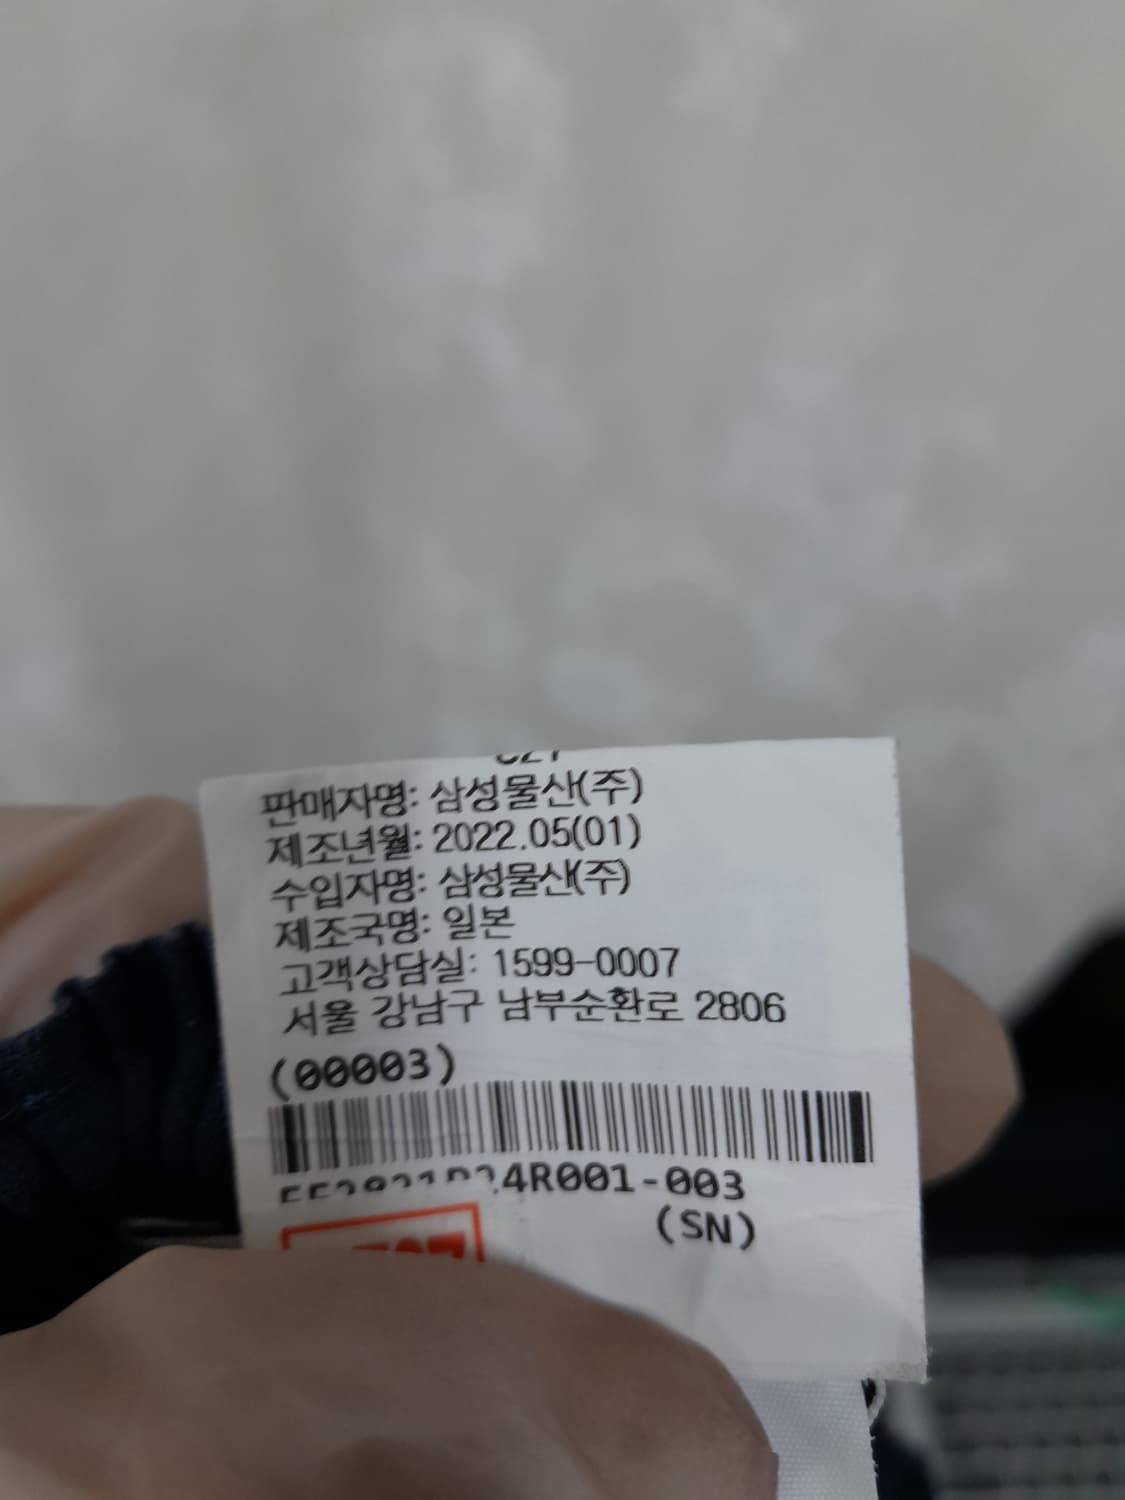 판매자명: 삼성물산(주)
제조년월: 2022.05(01)
수입자명: 삼성물산(주)
제조국명: 일본
고객상담실: 1599-0007
서울 강남구 남부순환로 2806
(00003)
4R001-003
(SN)